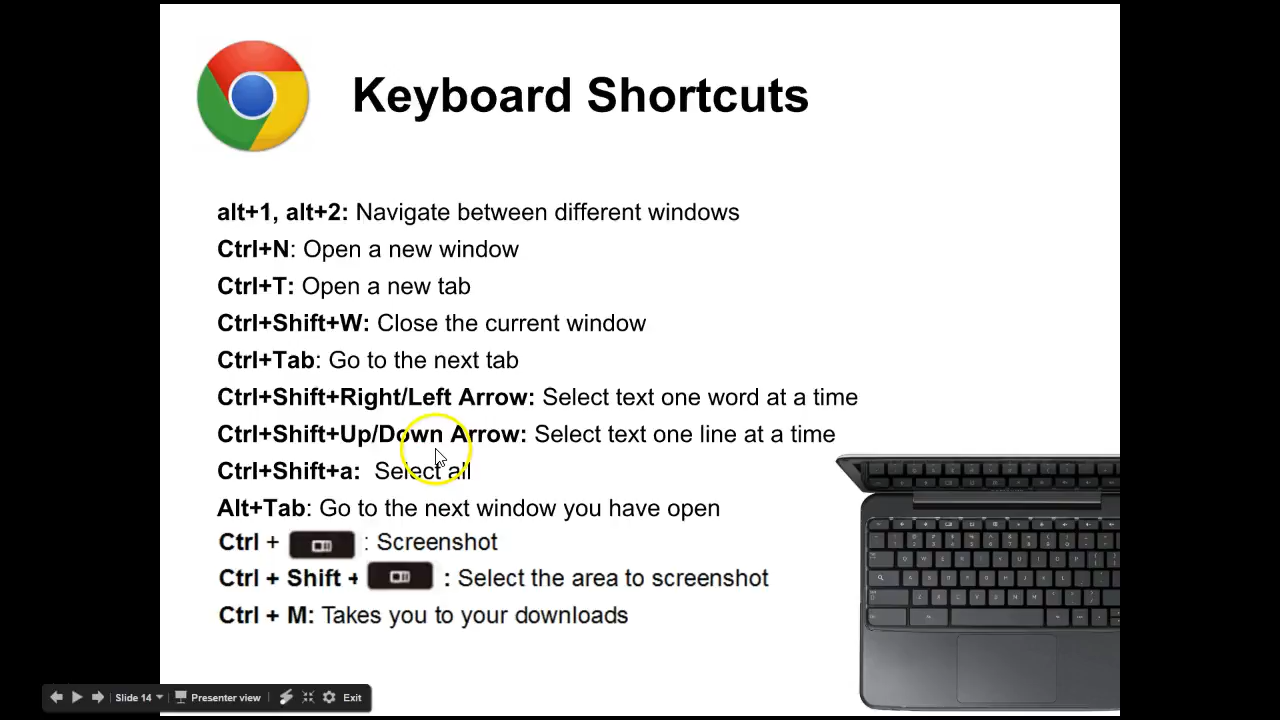 Keyboard Shortcuts
alt+1, alt+2: Navigate between different windows
Ctrl+N: Open a new window
Ctrl+T: Open a new tab
Ctrl+Shift+W: Close the current window
Ctrl+Tab: Go to the next tab
Ctrl+Shift+Right/Left Arrow: Select text one word at a time
Ctrl+Shift+Up/Down Arrow: Select text one line at a time
Ctrl+Shift+a: Select all
Alt+Tab: Go to the next window you have open
Ctrl + : Screenshot
Ctrl + Shift + : Select the area to screenshot
Ctrl + M: Takes you to your downloads
Slide 14 Presenter view Exit